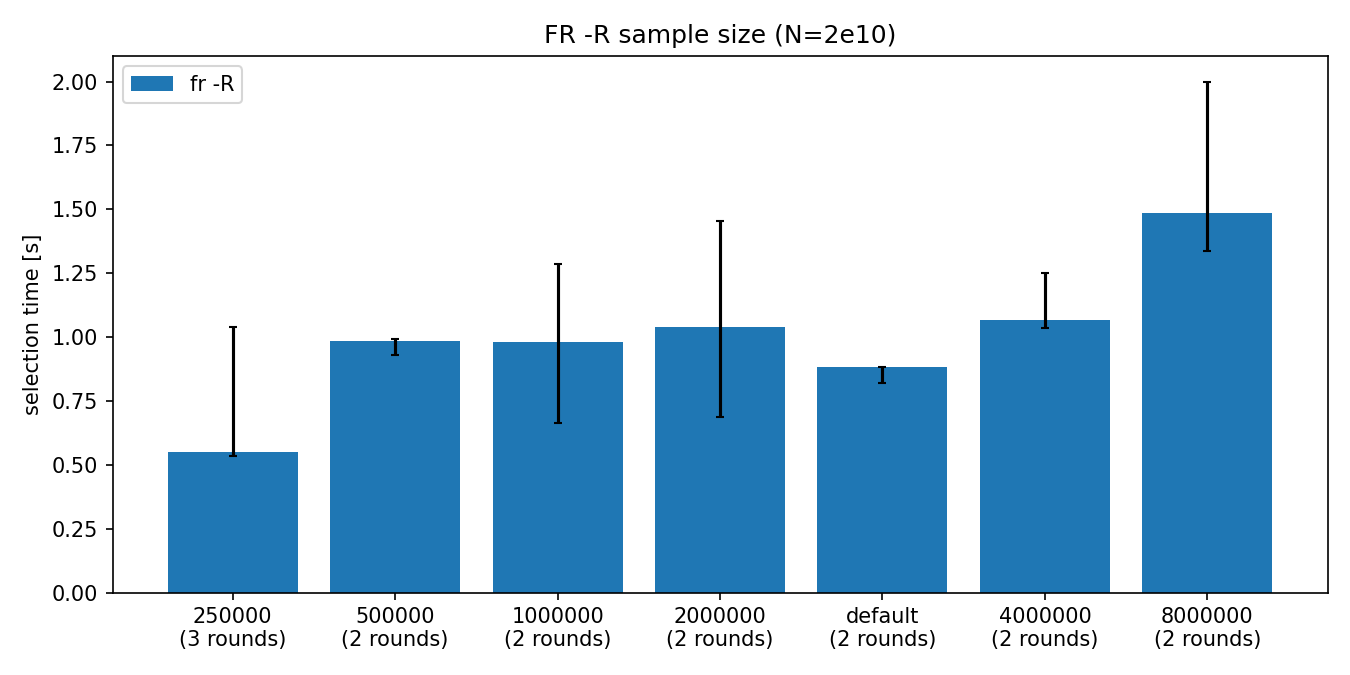 FR -R sample size (N=2e10)
fr -R
selection time [s]
2.00
1.75
1.50
1.25
1.00
0.75
0.50
0.25
0.00
250000
(3 rounds)
500000
(2 rounds)
1000000
(2 rounds)
2000000
(2 rounds)
default
(2 rounds)
4000000
(2 rounds)
8000000
(2 rounds)